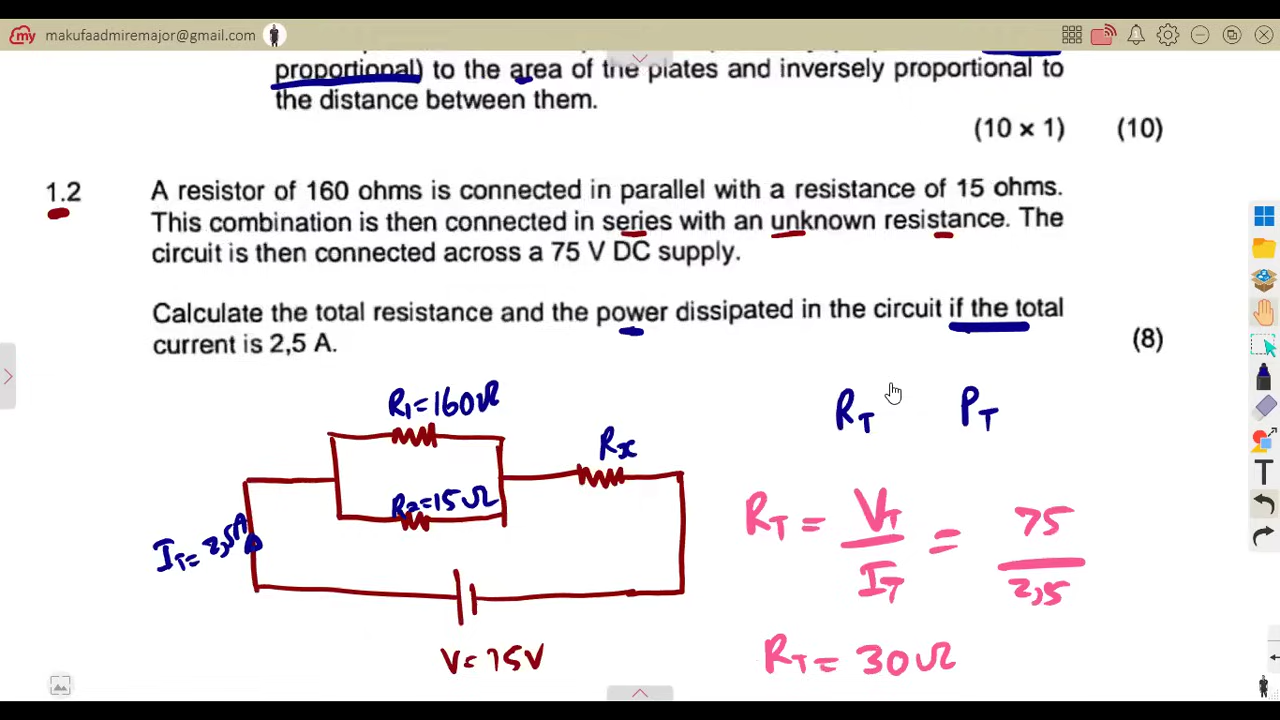 my makufaadmiremajor@gmail.com
proportional) to the area of the plates and inversely proportional to
the distance between them.
(10 × 1) (10)
1.2 A resistor of 160 ohms is connected in parallel with a resistance of 15 ohms.
This combination is then connected in series with an unknown resistance. The
circuit is then connected across a 75 V DC supply.
Calculate the total resistance and the power dissipated in the circuit if the total
current is 2,5 A. (8)
R1=160Ω
Rx
R2=15Ω
IT=2,5A
V=75V
RT PT
RT = VT/IT = 75/2,5
RT = 30Ω